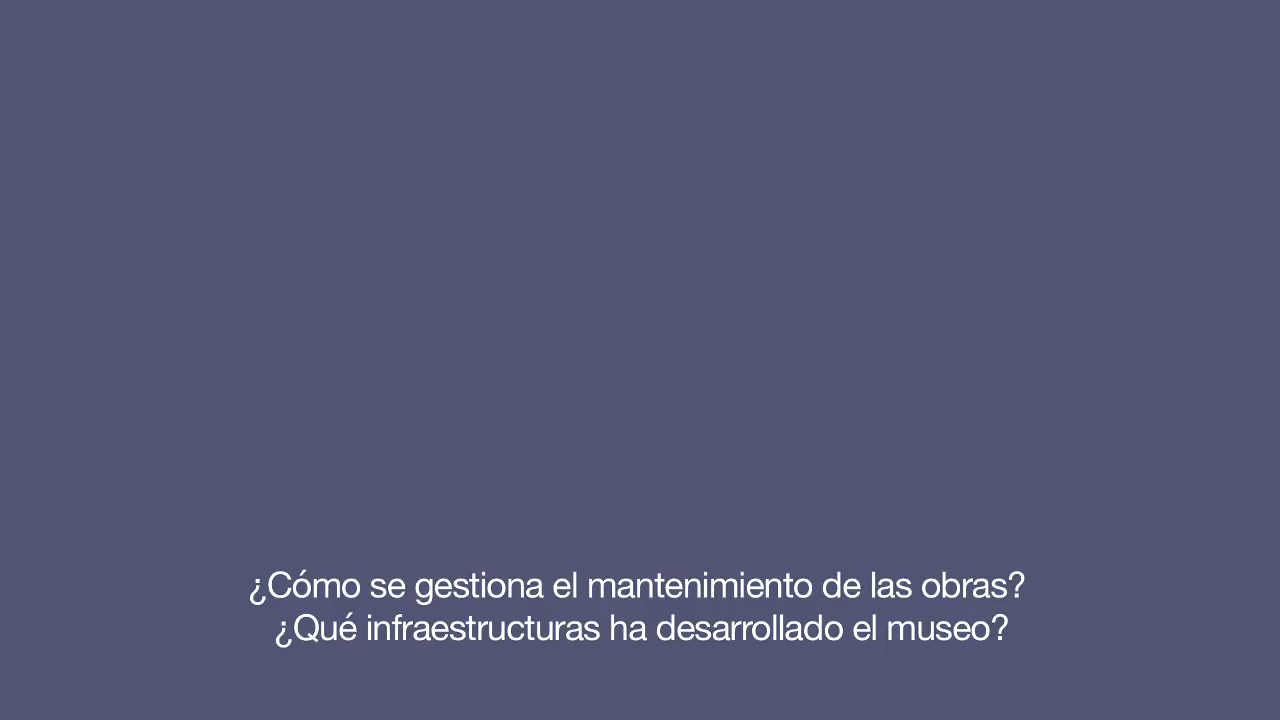 ¿Cómo se gestiona el mantenimiento de las obras?
¿Qué infraestructuras ha desarrollado el museo?